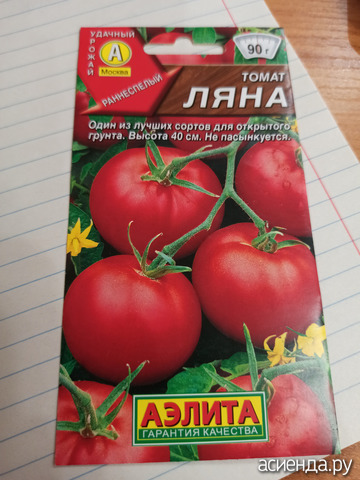 УДАЧНЫЙ
УРОЖАЙ
А
Москва
РАННЕСПЕЛЫЙ
90 г
ТОМАТ
ЛЯНА
Один из лучших сортов для открытого
грунта. Высота 40 см. Не пасынкуется.
АЭЛИТА
ГАРАНТИЯ КАЧЕСТВА
асиенда.ру